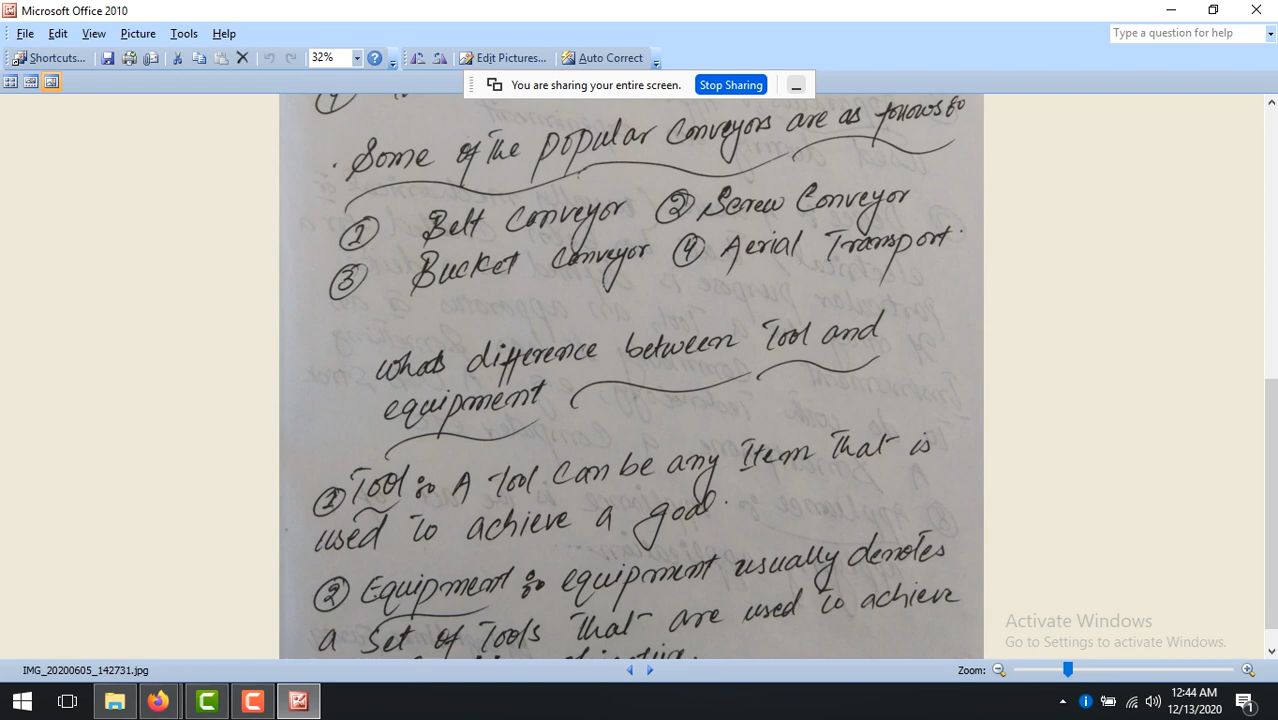 Microsoft Office 2010
File Edit View Picture Tools Help
Type a question for help
Shortcuts... 32% Edit Pictures... Auto Correct
You are sharing your entire screen. Stop Sharing
Some of The popular Conveyors are as follows
① Belt Conveyor ② Screw Conveyor
③ Bucket Conveyor ④ Aerial Transport.
difference between Tool and
equipment
① Tool: A Tool Can be any Item That is
used To achieve a goal.
② Equipment: equipment usually denotes
a Set of Tools That are used to achieve
Activate Windows
Go to Settings to activate Windows.
IMG_20200605_142731.jpg
Zoom:
12:44 AM
12/13/2020
1